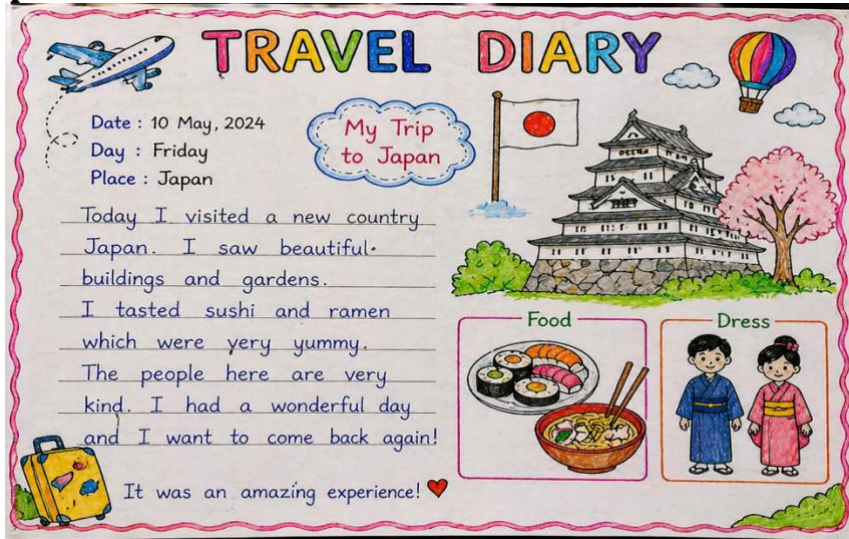 TRAVEL DIARY
Date : 10 May, 2024
Day : Friday
Place : Japan
My Trip
to Japan
Today I visited a new country
Japan. I saw beautiful
buildings and gardens.
I tasted sushi and ramen
which were very yummy.
The people here are very
kind. I had a wonderful day
and I want to come back again!
It was an amazing experience!
Food
Dress